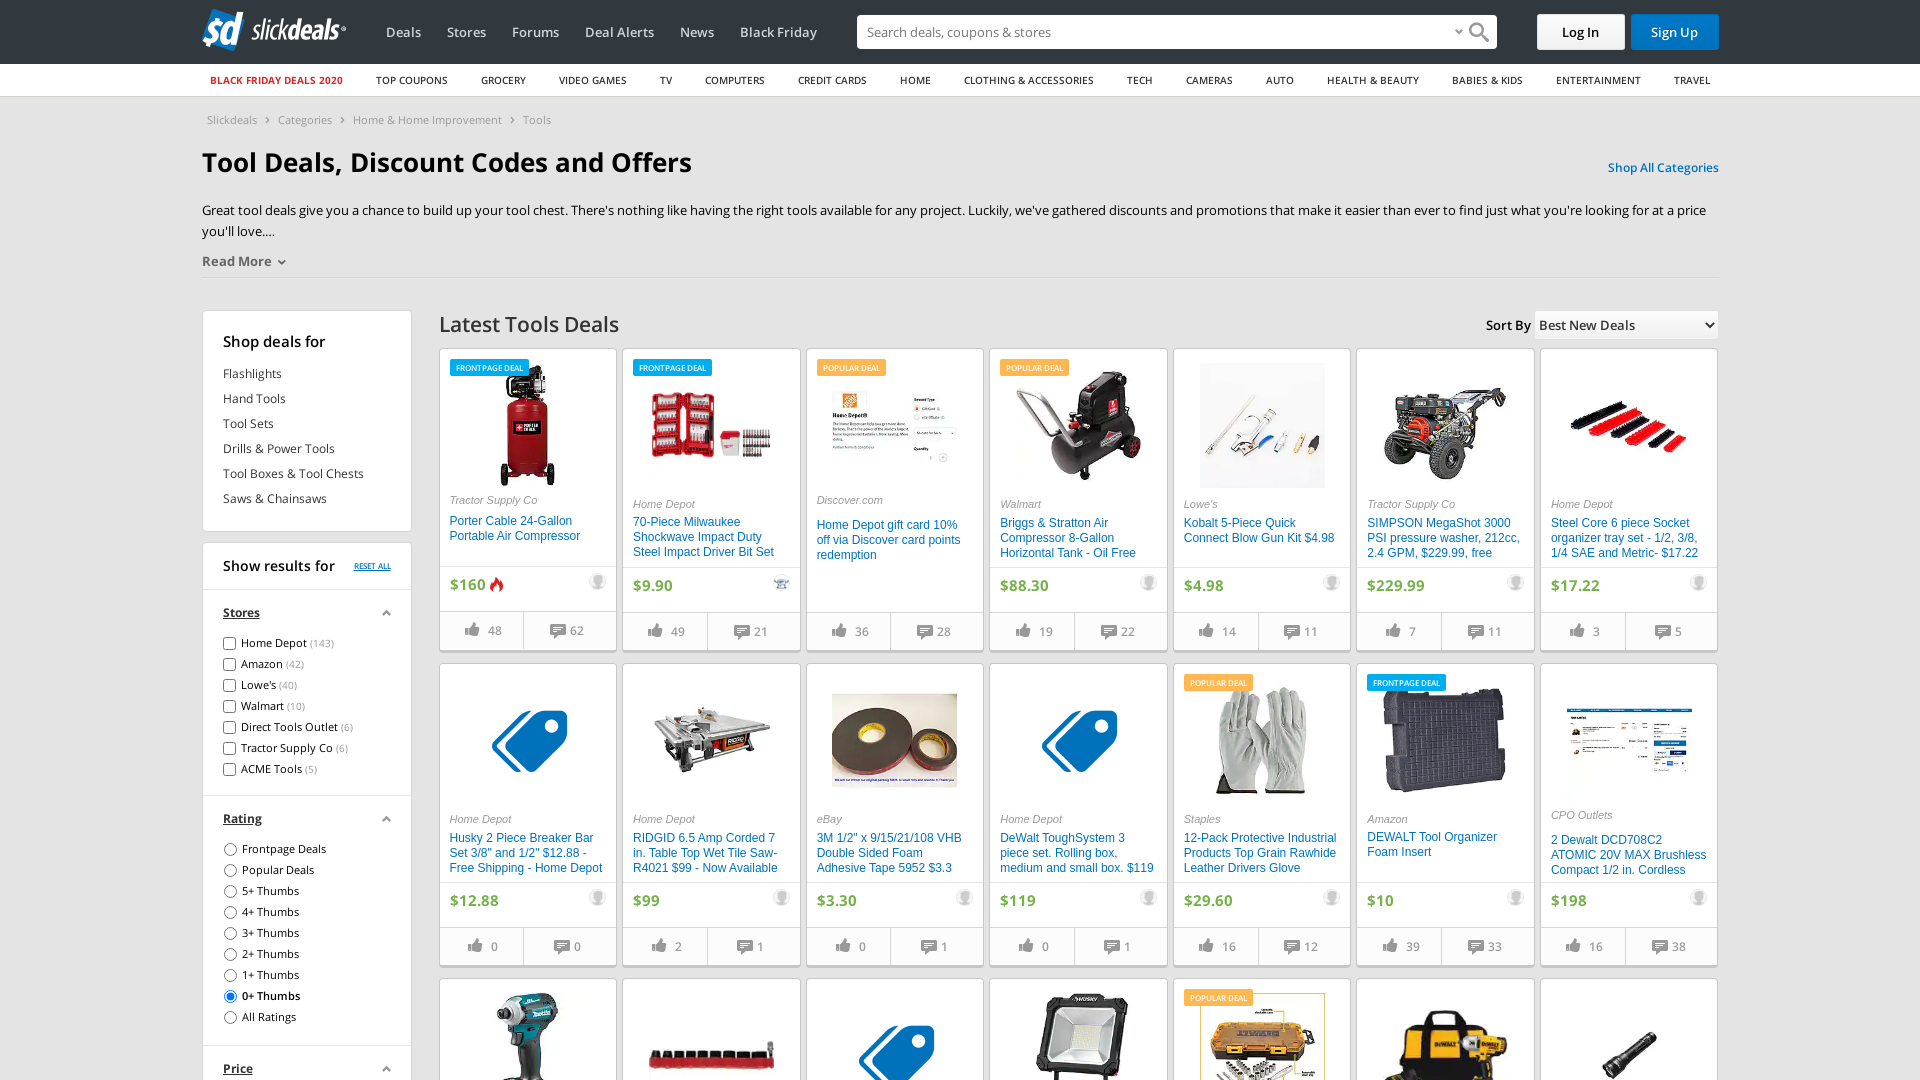 sd slickdeals
Deals Stores Forums Deal Alerts News Black Friday
Search deals, coupons & stores
Log In Sign Up
BLACK FRIDAY DEALS 2020 TOP COUPONS GROCERY VIDEO GAMES TV COMPUTERS CREDIT CARDS HOME CLOTHING & ACCESSORIES TECH CAMERAS AUTO HEALTH & BEAUTY BABIES & KIDS ENTERTAINMENT TRAVEL
Slickdeals > Categories > Home & Home Improvement > Tools
Tool Deals, Discount Codes and Offers
Shop All Categories
Great tool deals give you a chance to build up your tool chest. There's nothing like having the right tools available for any project. Luckily, we've gathered discounts and promotions that make it easier than ever to find just what you're looking for at a price
you'll love....
Read More
Shop deals for
Flashlights
Hand Tools
Tool Sets
Drills & Power Tools
Tool Boxes & Tool Chests
Saws & Chainsaws
Show results for RESET ALL
Stores
Home Depot (143)
Amazon (42)
Lowe's (40)
Walmart (10)
Direct Tools Outlet (6)
Tractor Supply Co (6)
ACME Tools (5)
Rating
Frontpage Deals
Popular Deals
5+ Thumbs
4+ Thumbs
3+ Thumbs
2+ Thumbs
1+ Thumbs
0+ Thumbs
All Ratings
Price
Latest Tools Deals
Sort By Best New Deals
FRONTPAGE DEAL
Tractor Supply Co
Porter Cable 24-Gallon
Portable Air Compressor
$160
48 62
FRONTPAGE DEAL
Home Depot
70-Piece Milwaukee
Shockwave Impact Duty
Steel Impact Driver Bit Set
$9.90
49 21
POPULAR DEAL
Home Depot®
Discover.com
Home Depot gift card 10%
off via Discover card points
redemption
36 28
POPULAR DEAL
Walmart
Briggs & Stratton Air
Compressor 8-Gallon
Horizontal Tank - Oil Free
$88.30
19 22
Lowe's
Kobalt 5-Piece Quick
Connect Blow Gun Kit $4.98
$4.98
14 11
Tractor Supply Co
SIMPSON MegaShot 3000
PSI pressure washer, 212cc,
2.4 GPM, $229.99, free
$229.99
7 11
Home Depot
Steel Core 6 piece Socket
organizer tray set - 1/2, 3/8,
1/4 SAE and Metric- $17.22
$17.22
3 5
Home Depot
Husky 2 Piece Breaker Bar
Set 3/8" and 1/2" $12.88 -
Free Shipping - Home Depot
$12.88
0 0
Home Depot
RIDGID 6.5 Amp Corded 7
in. Table Top Wet Tile Saw-
R4021 $99 - Now Available
$99
2 1
eBay
3M 1/2" x 9/15/21/108 VHB
Double Sided Foam
Adhesive Tape 5952 $3.3
$3.30
0 1
Home Depot
DeWalt ToughSystem 3
piece set. Rolling box,
medium and small box. $119
$119
0 1
POPULAR DEAL
Staples
12-Pack Protective Industrial
Products Top Grain Rawhide
Leather Drivers Glove
$29.60
16 12
FRONTPAGE DEAL
Amazon
DEWALT Tool Organizer
Foam Insert
$10
39 33
CPO Outlets
2 Dewalt DCD708C2
ATOMIC 20V MAX Brushless
Compact 1/2 in. Cordless
$198
16 38
HUSKY
POPULAR DEAL
DEWALT